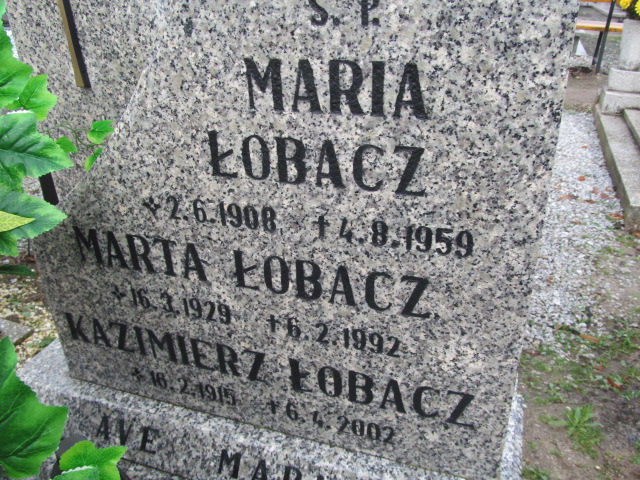 Ś. P.
MARIA
ŁOBACZ
* 2.6.1908 † 4.8.1959
MARTA ŁOBACZ
* 16.3.1929 † 6.2.1992
KAZIMIERZ ŁOBACZ
* 16.2.1915 † 6.4.2002
AVE MARIA